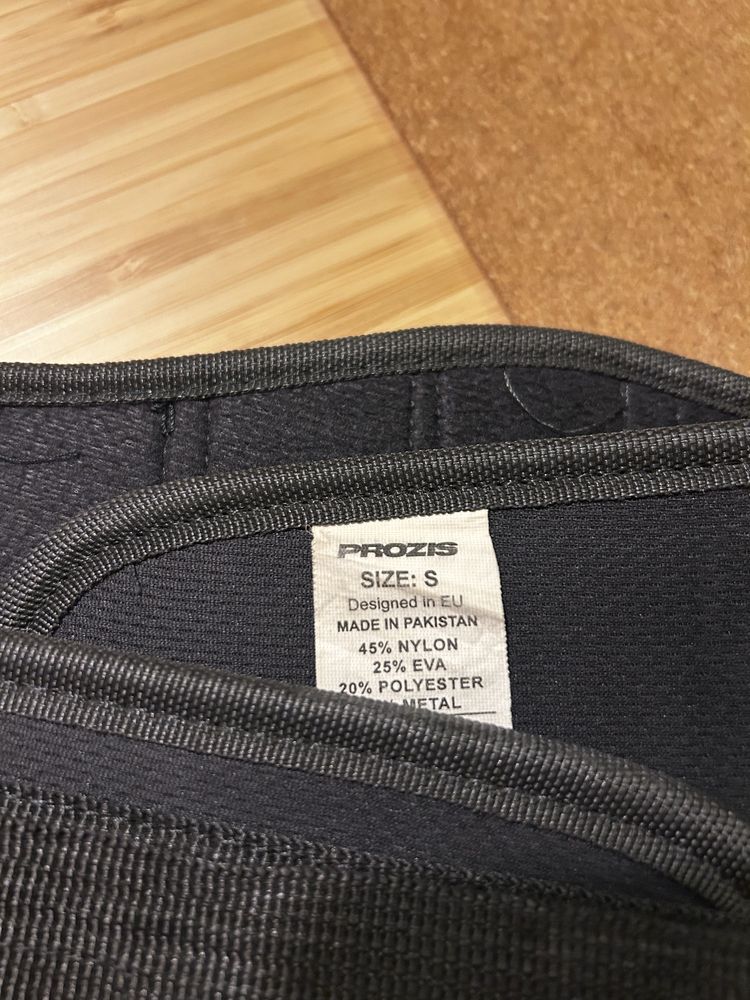 PROZIS
SIZE: S
Designed in EU
MADE IN PAKISTAN
45% NYLON
25% EVA
20% POLYESTER
% METAL